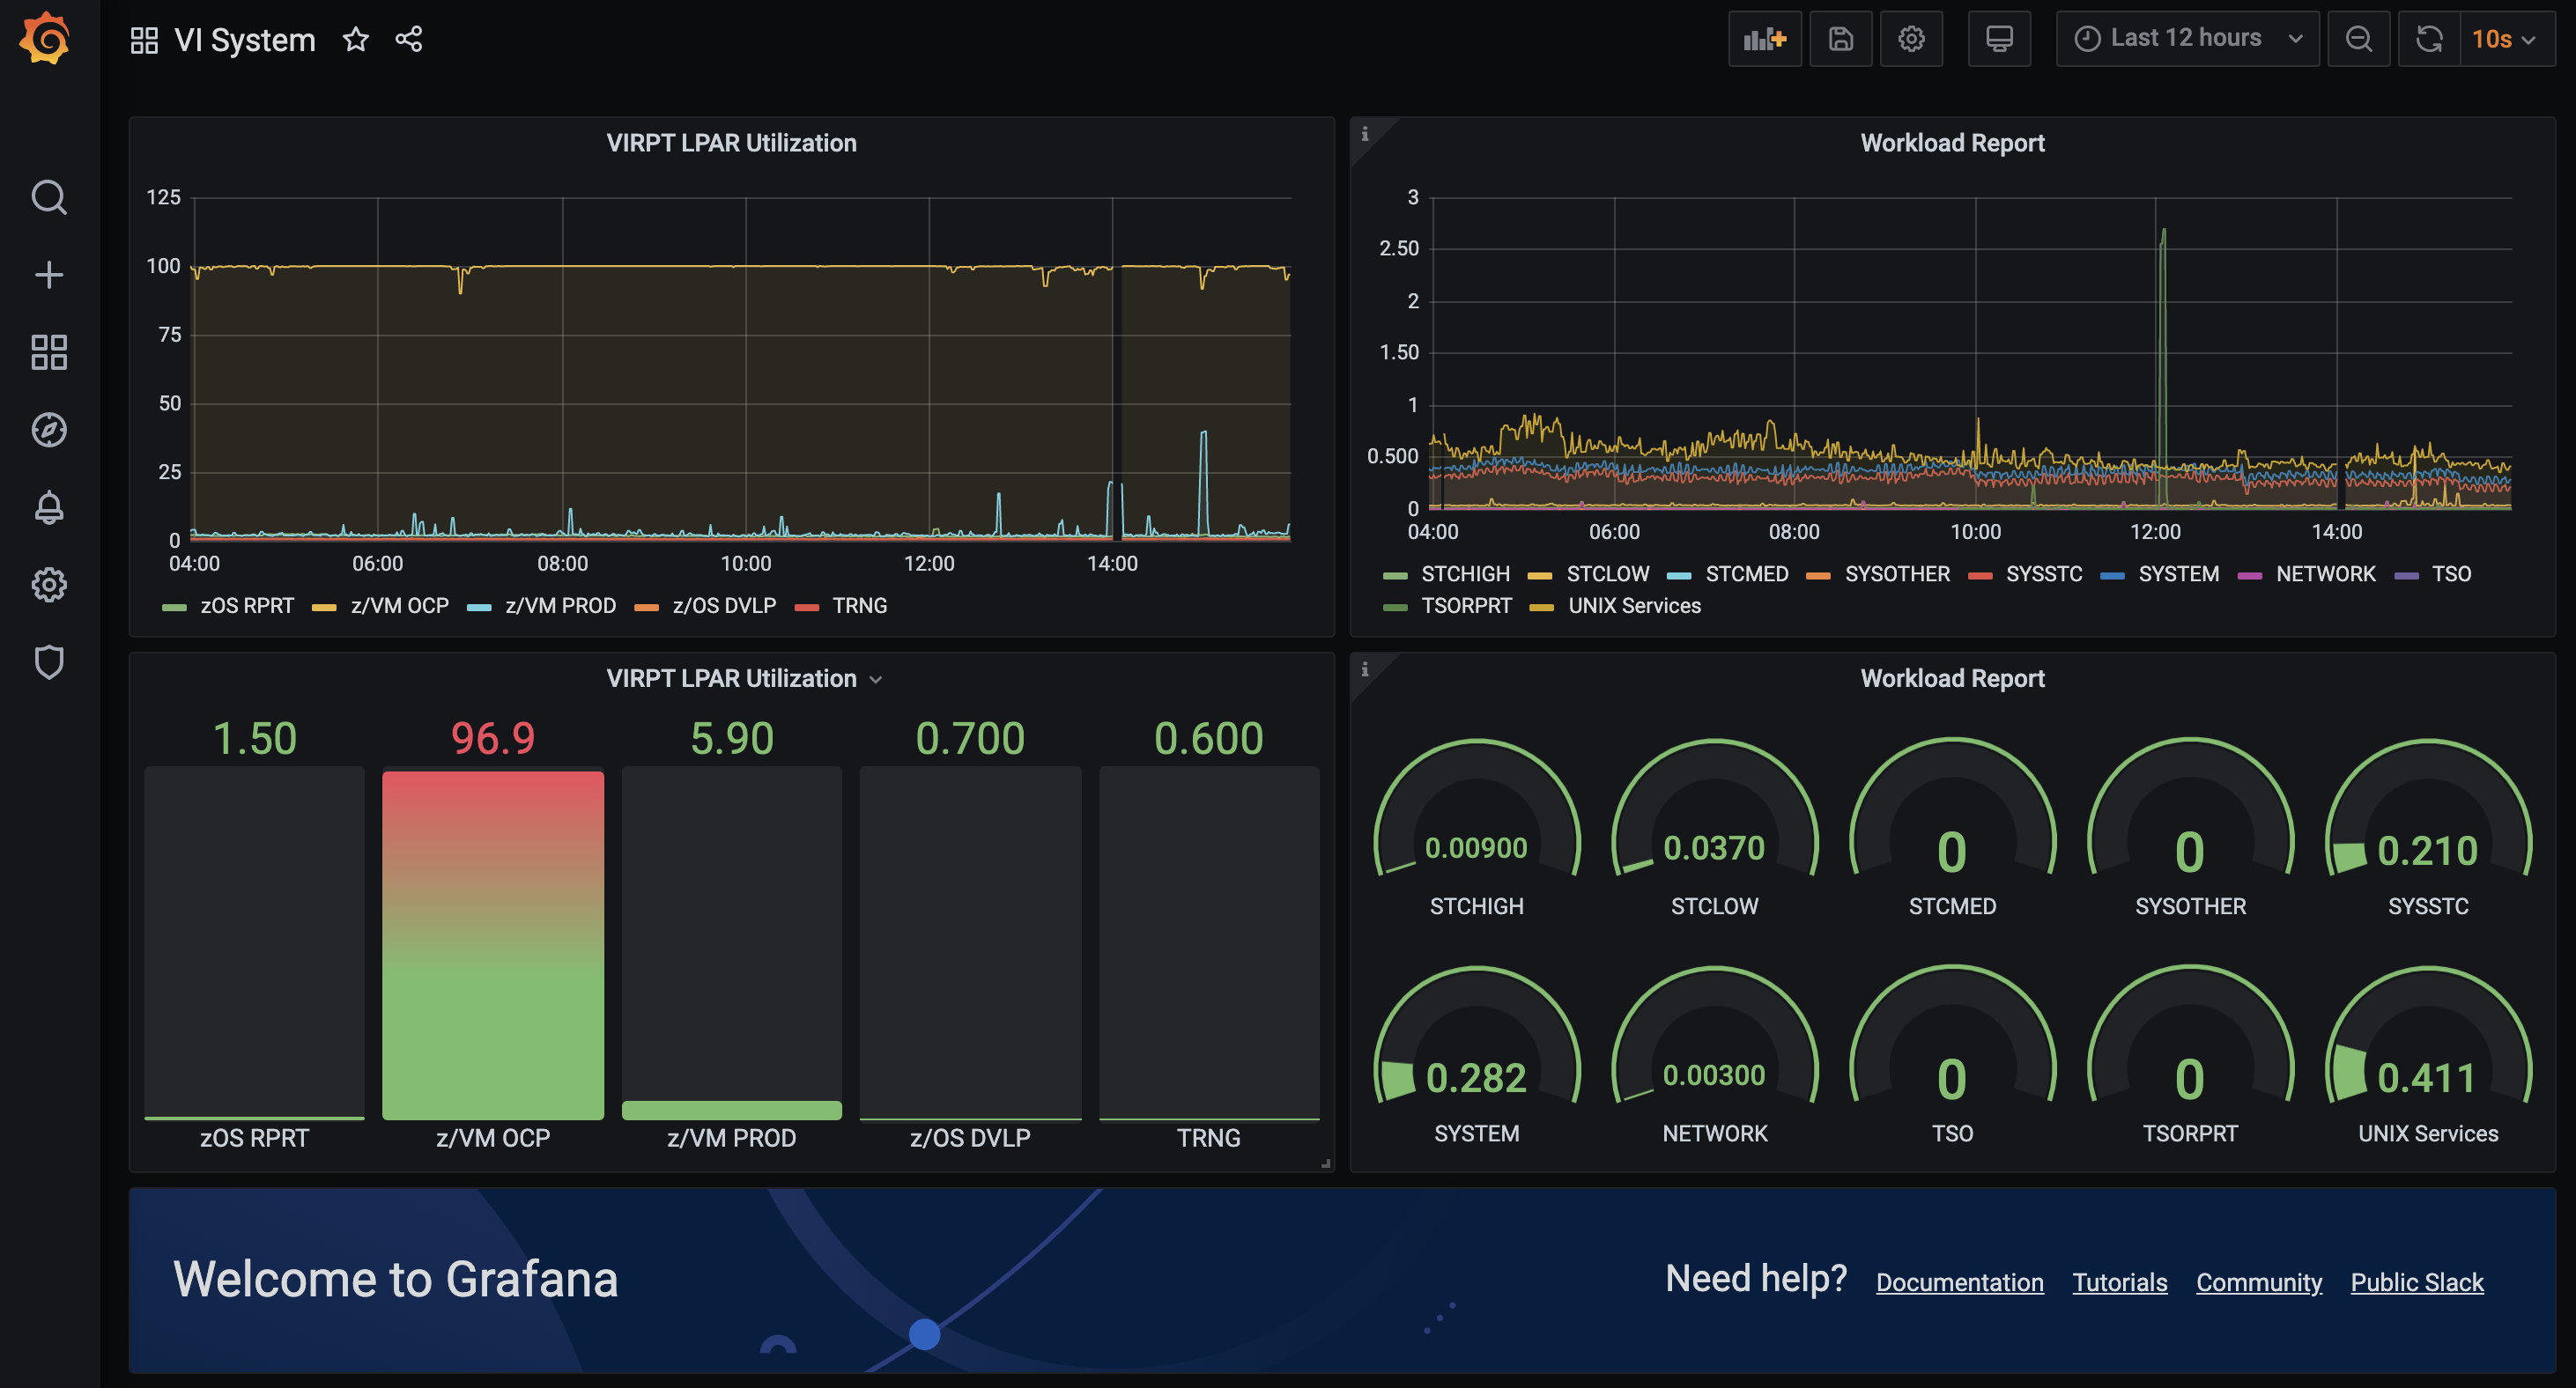 VI System
Last 12 hours
10s
VIRPT LPAR Utilization
125
100
75
50
25
0
04:00 06:00 08:00 10:00 12:00 14:00
zOS RPRT z/VM OCP z/VM PROD z/OS DVLP TRNG
i
Workload Report
3
2.50
2
1.50
1
0.500
0
04:00 06:00 08:00 10:00 12:00 14:00
STCHIGH STCLOW STCMED SYSOTHER SYSSTC SYSTEM NETWORK TSO
TSORPRT UNIX Services
VIRPT LPAR Utilization
1.50 96.9 5.90 0.700 0.600
zOS RPRT z/VM OCP z/VM PROD z/OS DVLP TRNG
i
Workload Report
0.00900 0.0370 0 0 0.210
STCHIGH STCLOW STCMED SYSOTHER SYSSTC
0.282 0.00300 0 0 0.411
SYSTEM NETWORK TSO TSORPRT UNIX Services
Welcome to Grafana
Need help? Documentation Tutorials Community Public Slack